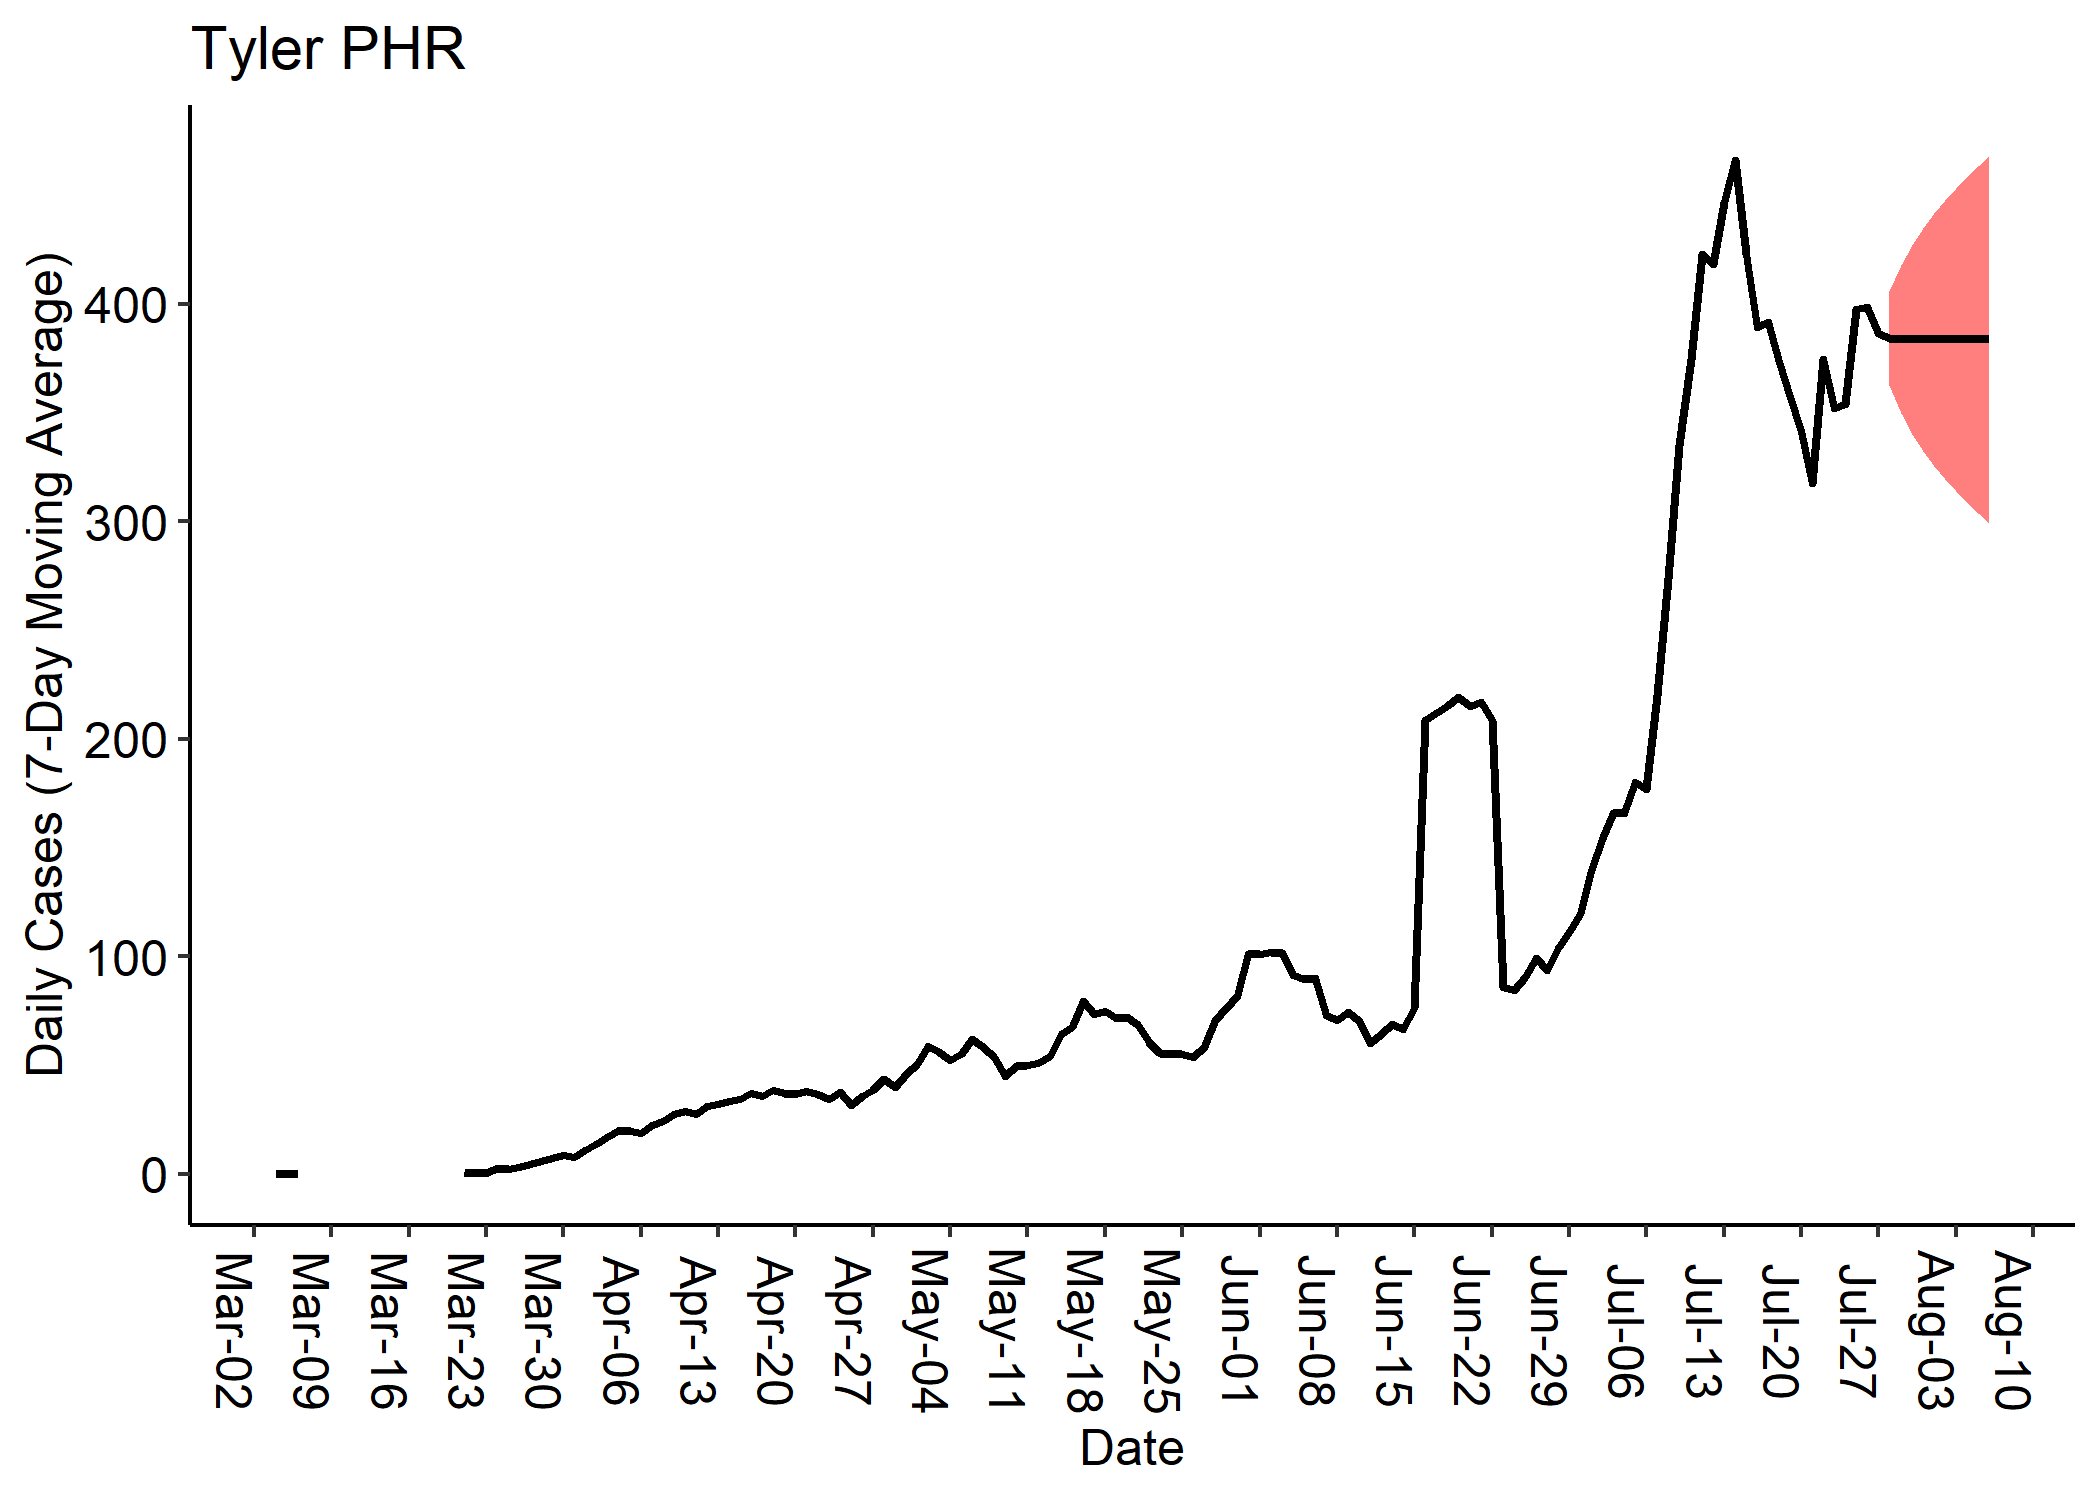 Tyler PHR
Daily Cases (7-Day Moving Average)
400
300
200
100
0
Mar-02
Mar-09
Mar-16
Mar-23
Mar-30
Apr-06
Apr-13
Apr-20
Apr-27
May-04
May-11
May-18
May-25
Jun-01
Jun-08
Jun-15
Jun-22
Jun-29
Jul-06
Jul-13
Jul-20
Jul-27
Aug-03
Aug-10
Date